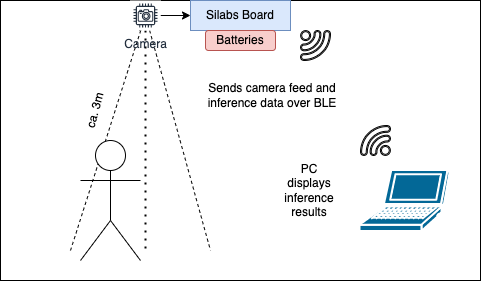 Silabs Board
Batteries
Camera
ca. 3m
Sends camera feed and
inference data over BLE
PC
displays
inference
results